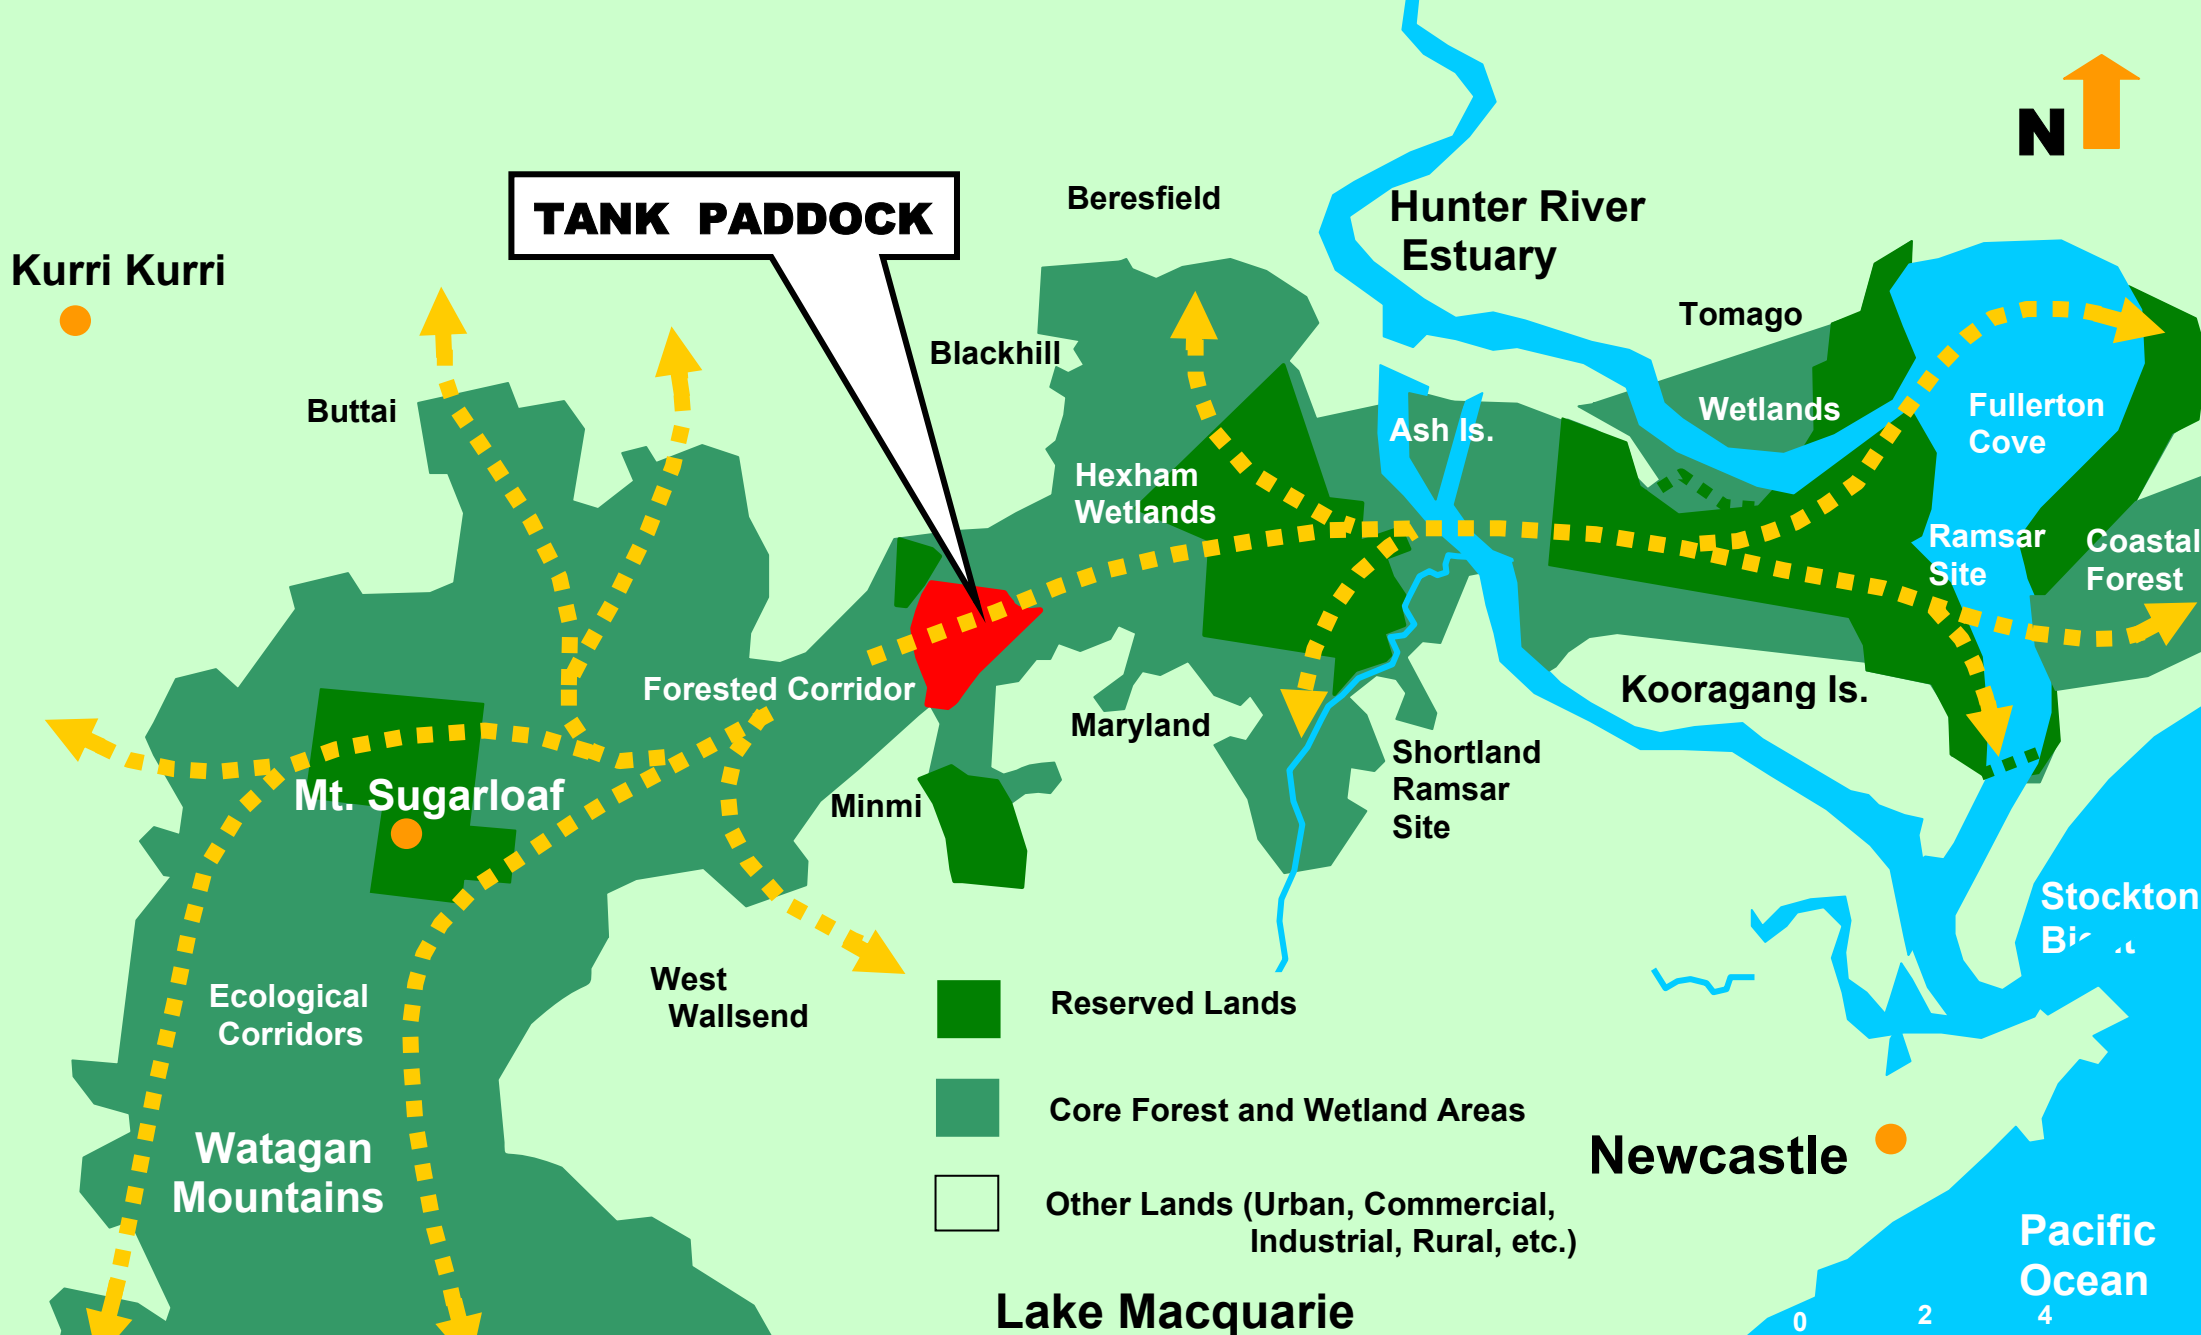 N
TANK PADDOCK
Beresfield
Hunter River
Estuary
Kurri Kurri
Tomago
Blackhill
Buttai
Wetlands
Fullerton
Cove
Ash Is.
Hexham
Wetlands
Ramsar
Site
Coastal
Forest
Forested Corridor
Kooragang Is.
Maryland
Shortland
Ramsar
Site
Mt. Sugarloaf
Minmi
Stockton
West
Wallsend
Ecological
Corridors
Reserved Lands
Core Forest and Wetland Areas
Newcastle
Watagan
Mountains
Other Lands (Urban, Commercial,
Industrial, Rural, etc.)
Pacific
Ocean
Lake Macquarie
0 2 4